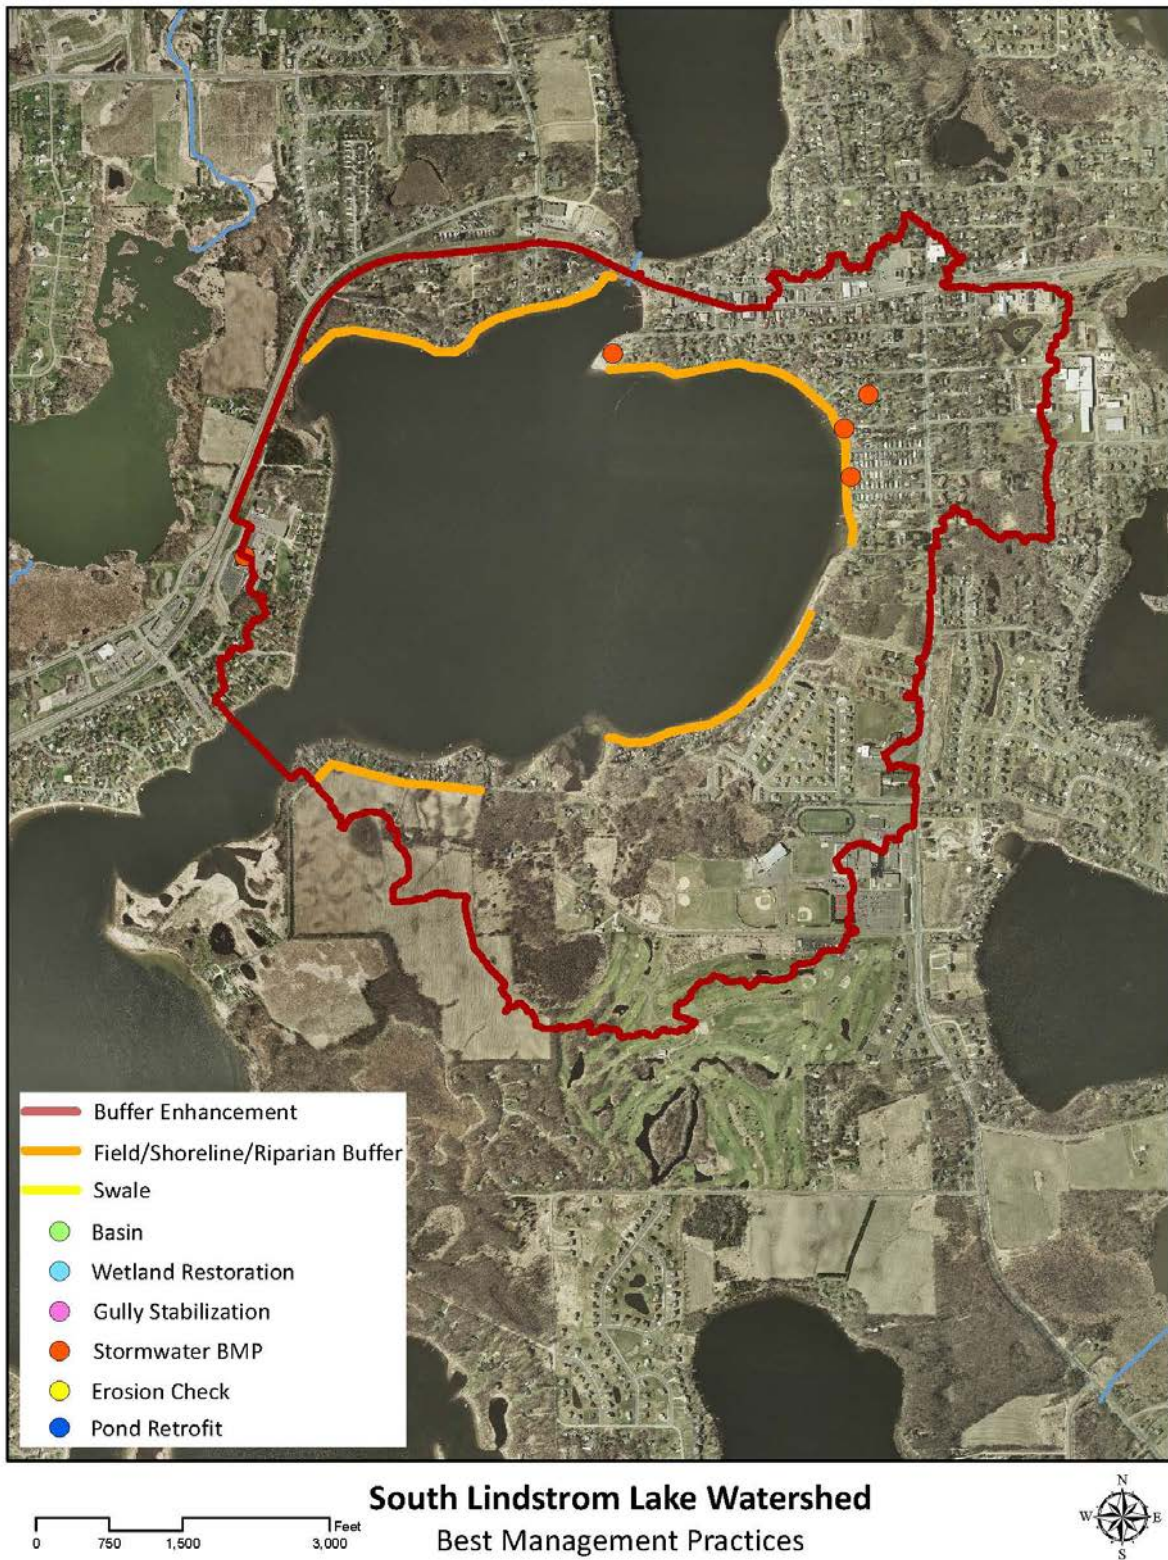 Buffer Enhancement
Field/Shoreline/Riparian Buffer
Swale
Basin
Wetland Restoration
Gully Stabilization
Stormwater BMP
Erosion Check
Pond Retrofit
South Lindstrom Lake Watershed
Best Management Practices
Feet
0 750 1,500 3,000
N
W E
S